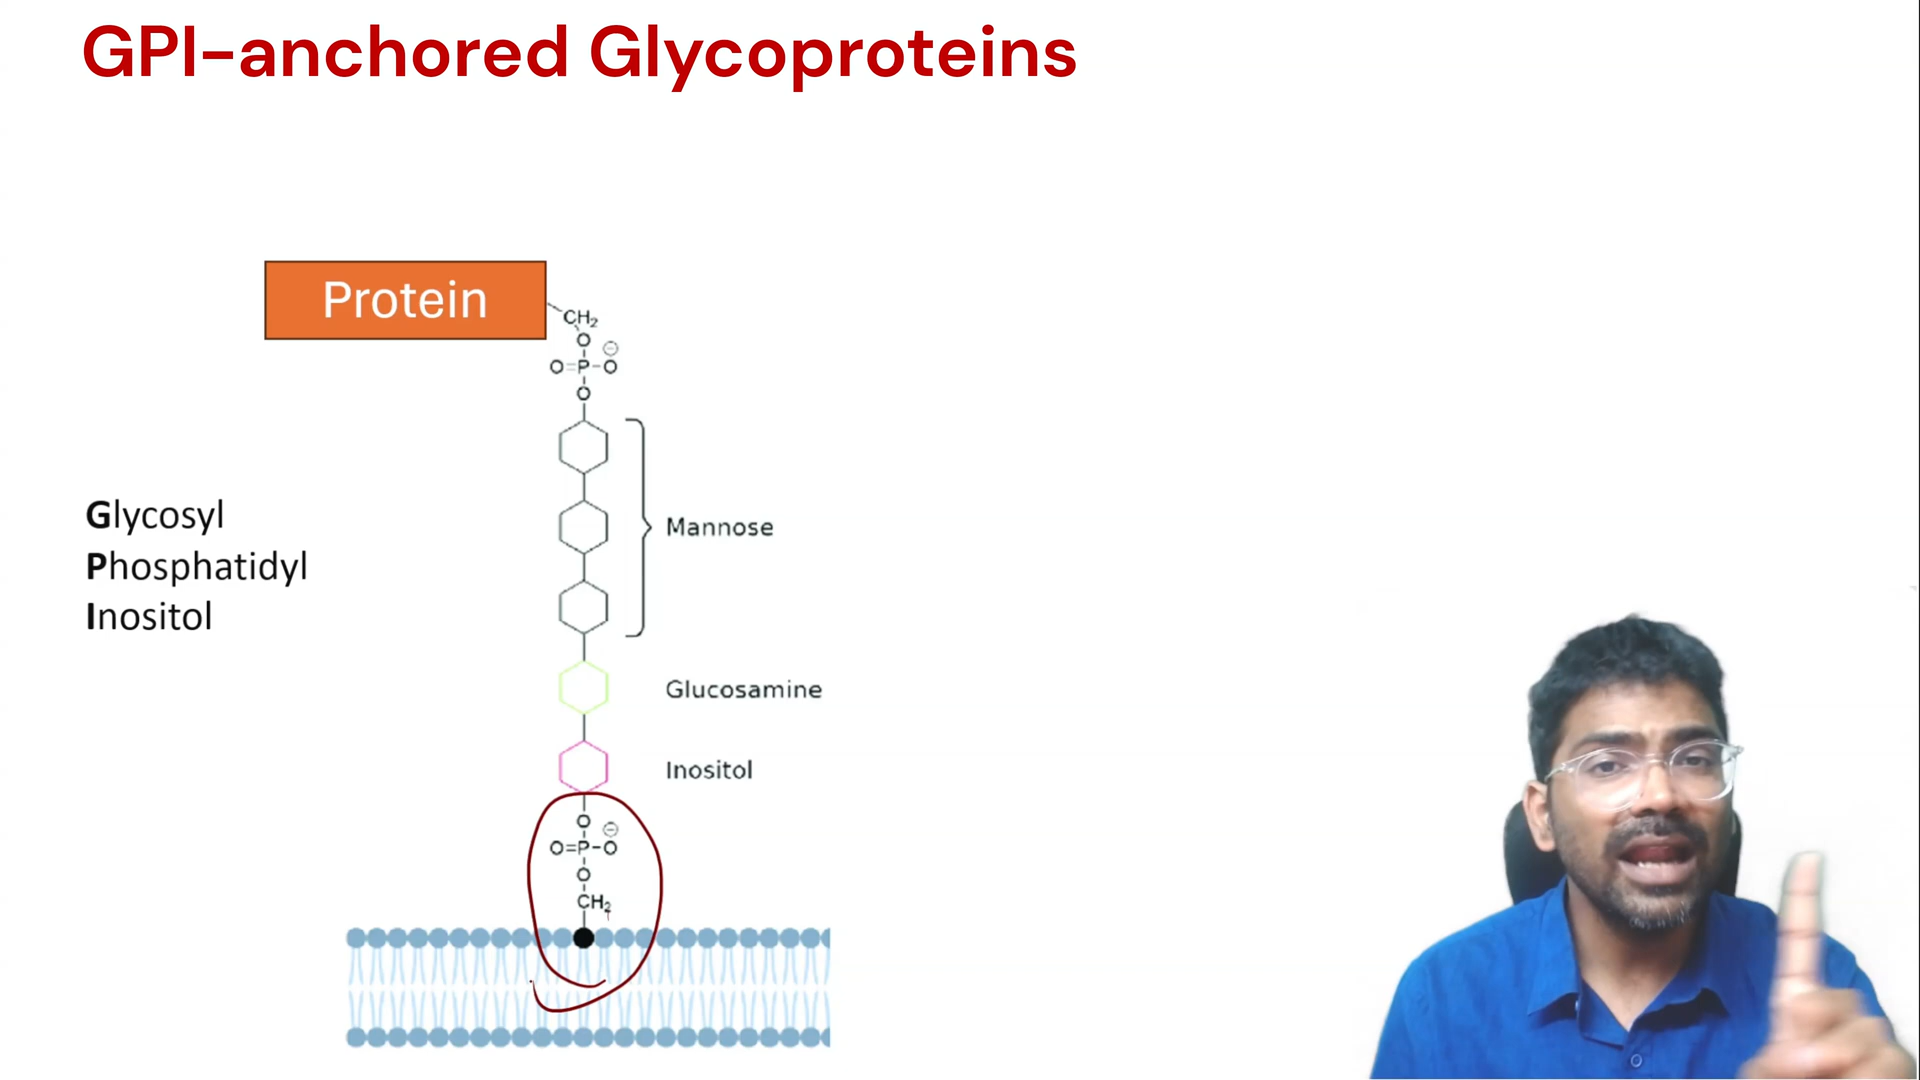 GPI-anchored Glycoproteins
Protein
CH2
O
⊖
O=P-O
O
Mannose
Glycosyl
Phosphatidyl
Inositol
Glucosamine
Inositol
O
⊖
O=P-O
O
CH2